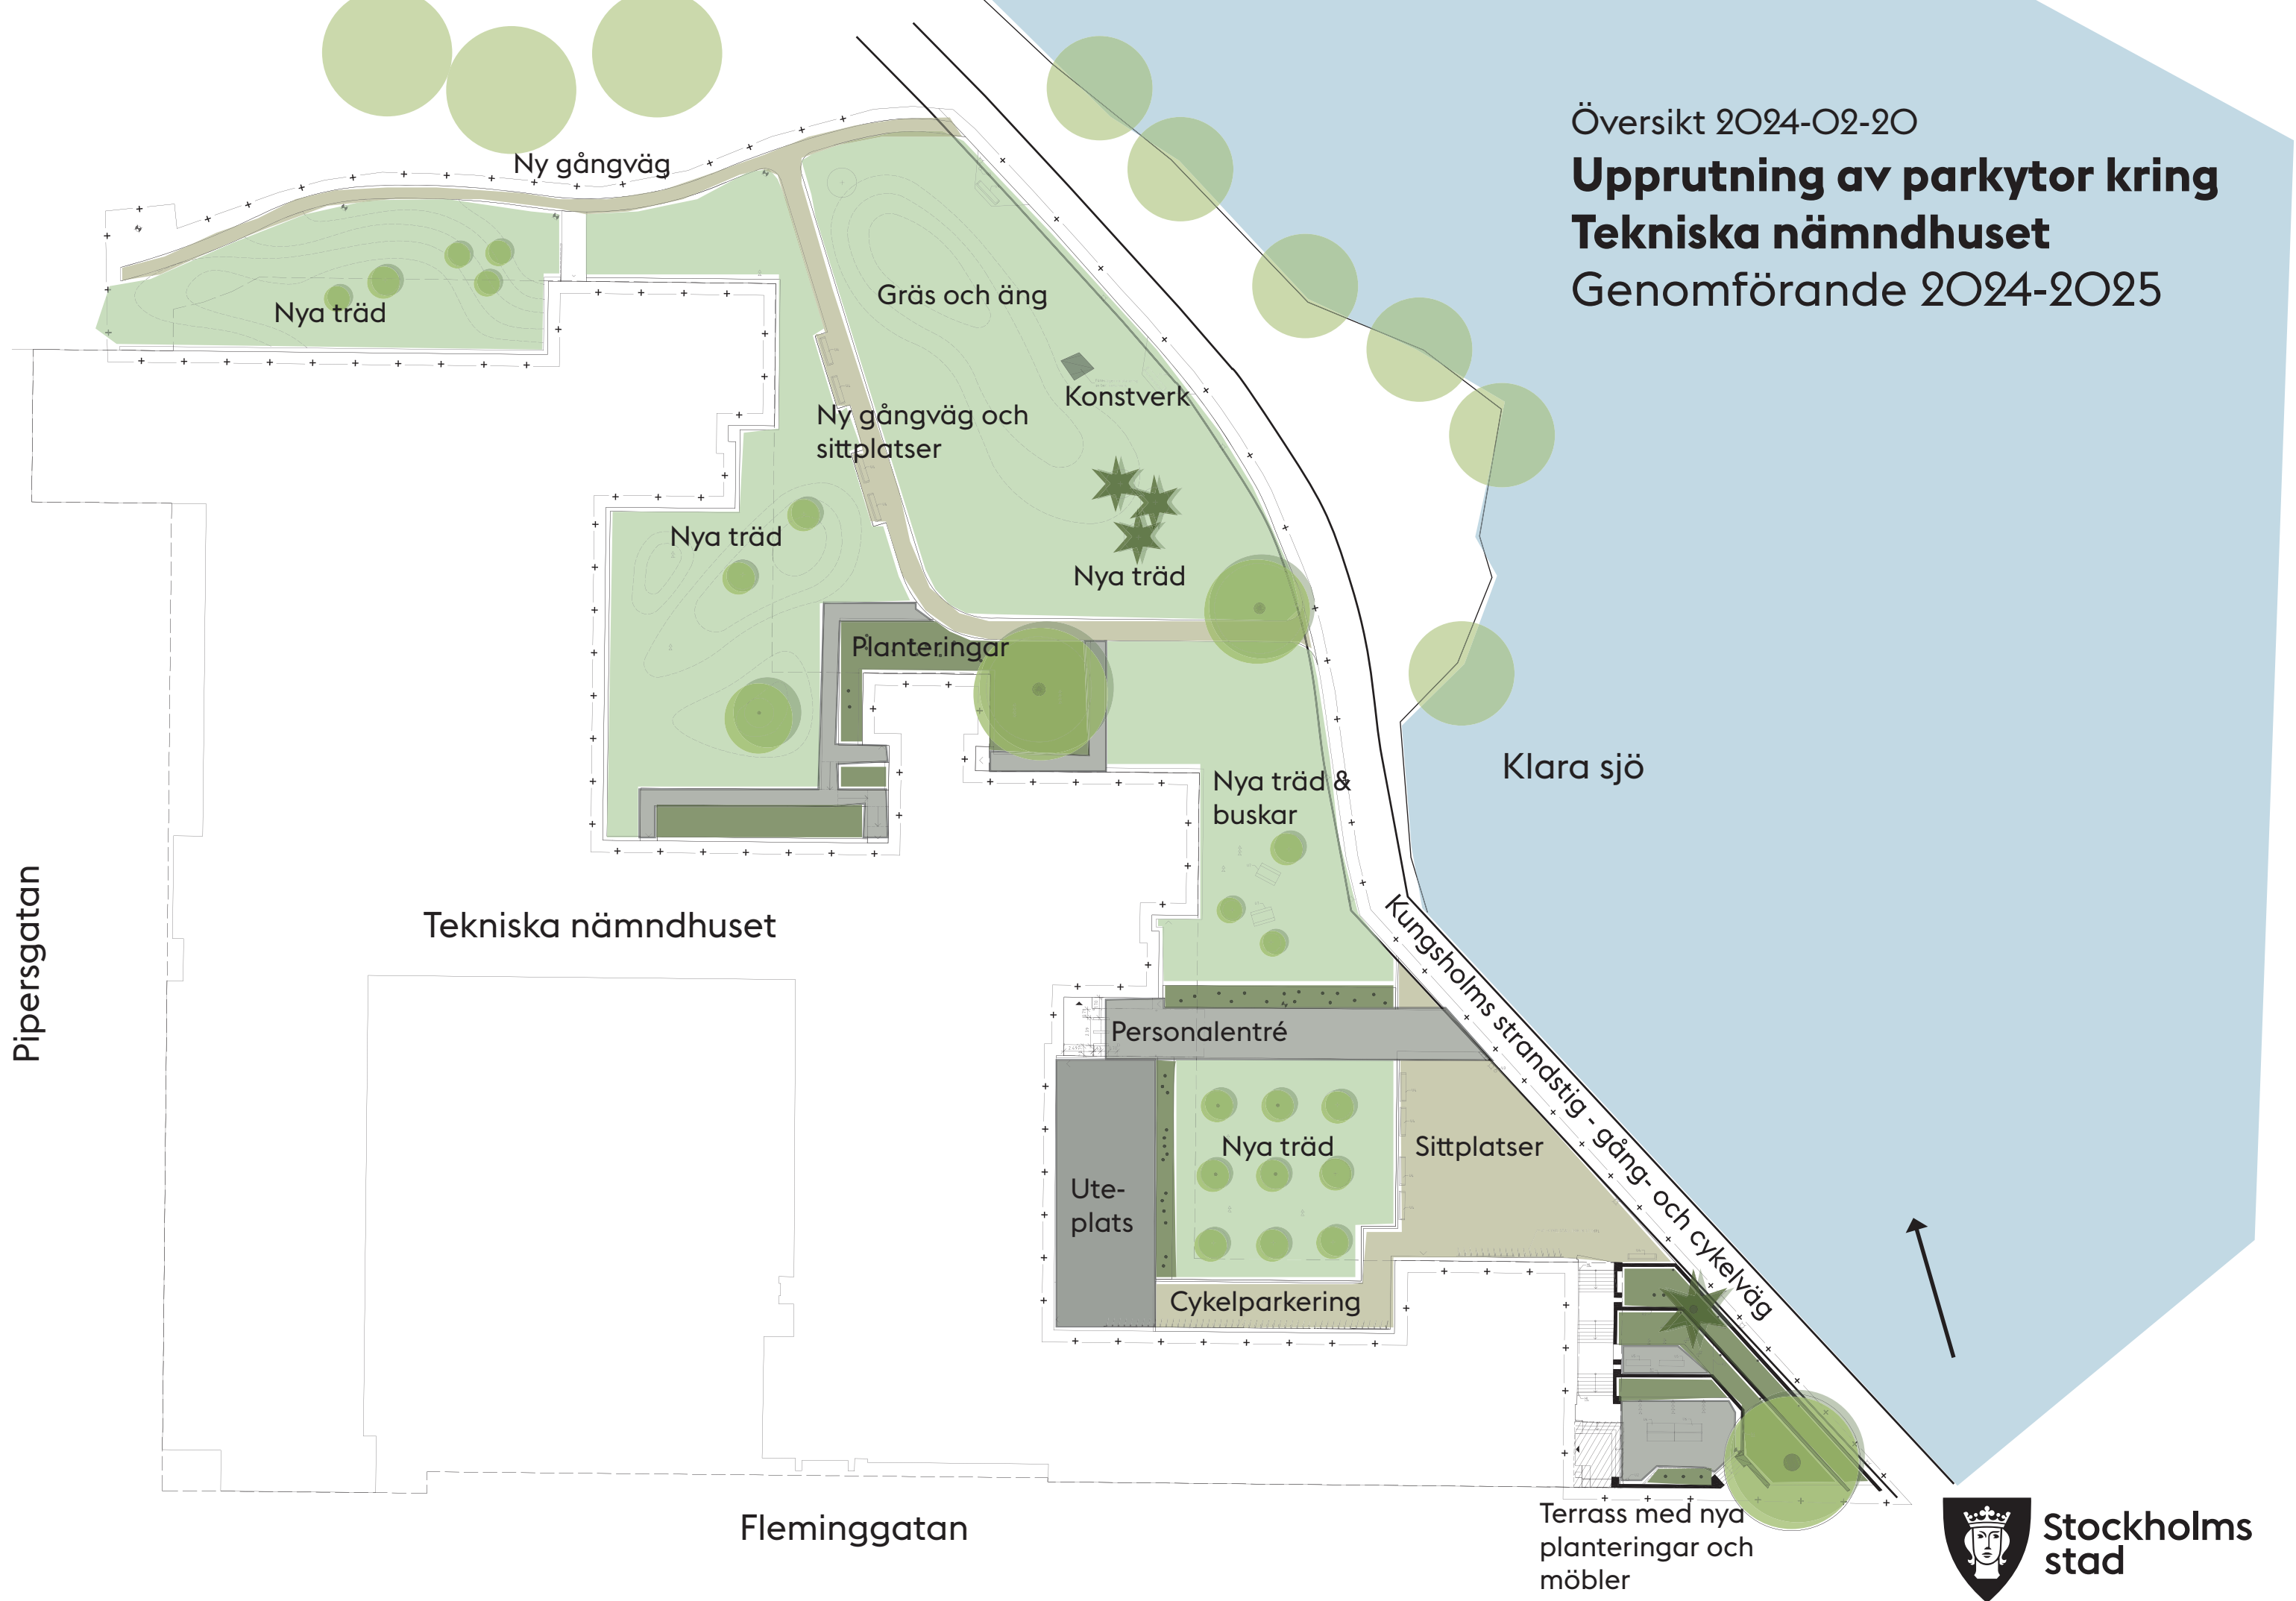 Översikt 2024-02-20
Upprutning av parkytor kring
Tekniska nämndhuset
Genomförande 2024-2025
Ny gångväg
Nya träd
Gräs och äng
Konstverk
Ny gångväg och
sittplatser
Nya träd
Nya träd
Planteringar
Nya träd &
buskar
Klara sjö
Pipersgatan
Tekniska nämndhuset
Kungsholms strandstig - gång- och cykelväg
Personalentré
Nya träd
Sittplatser
Ute-
plats
Cykelparkering
Fleminggatan
Terrass med nya
planteringar och
möbler
Stockholms
stad